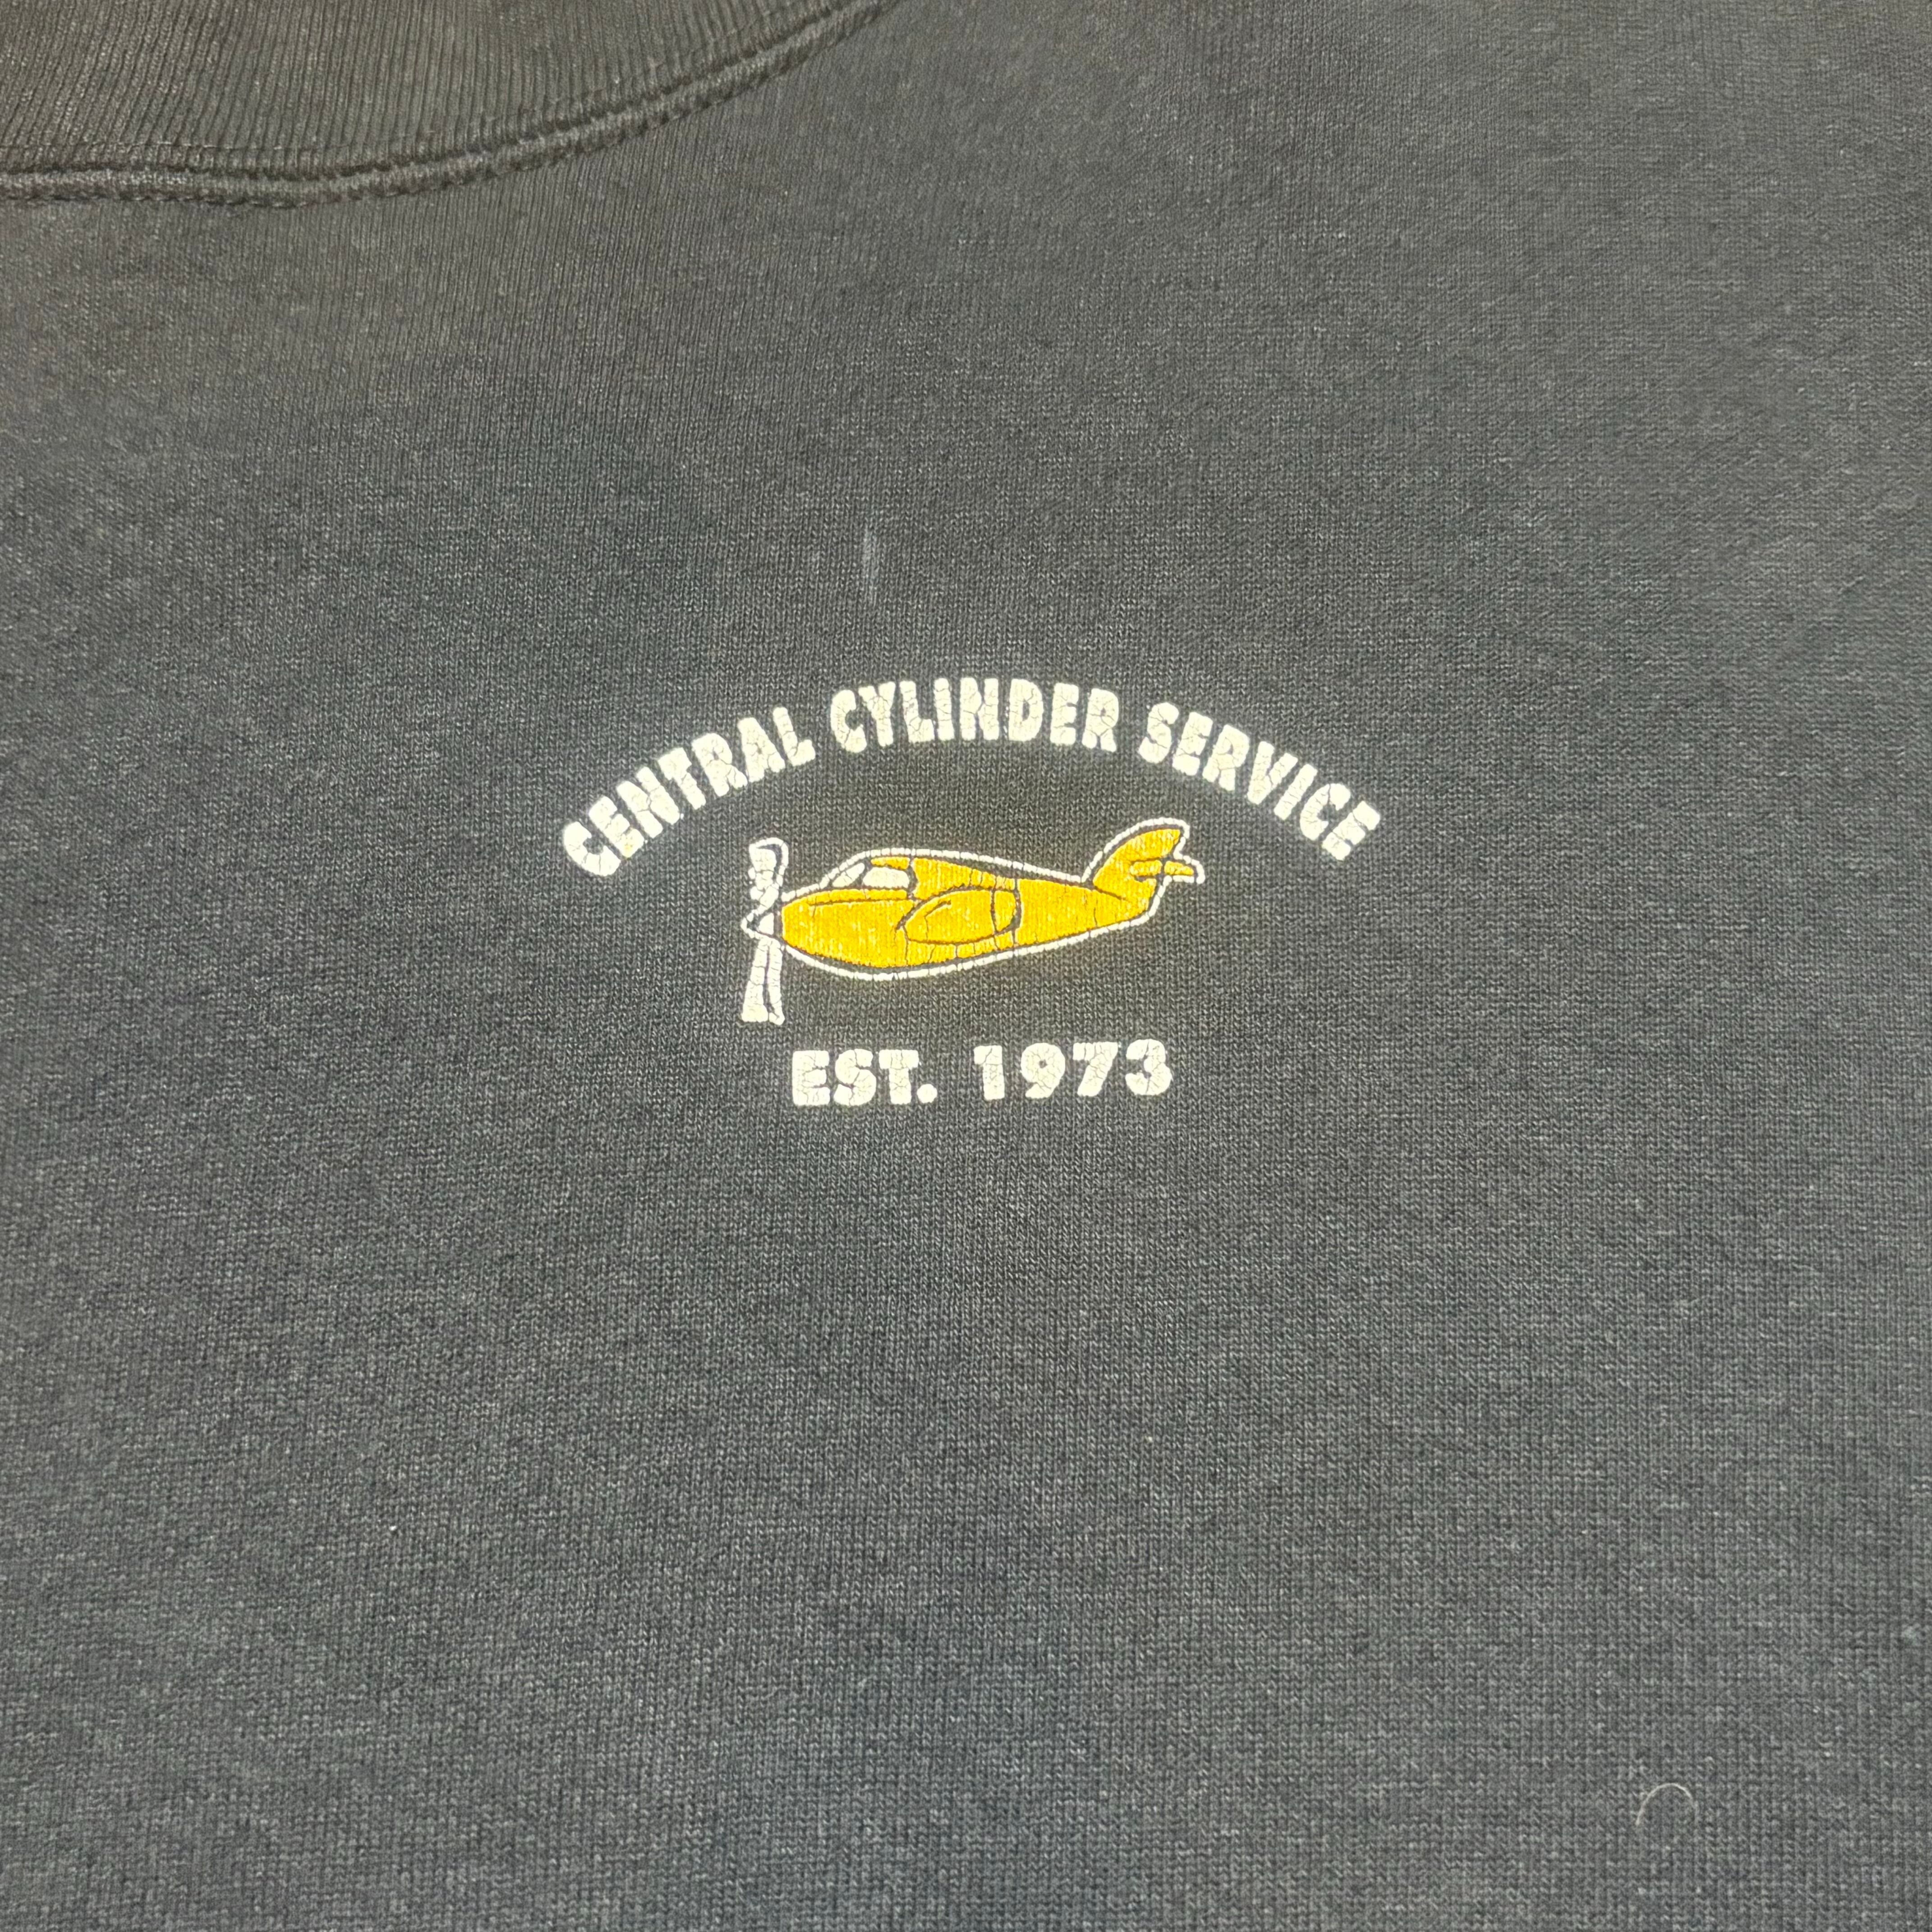 CENTRAL CYLINDER SERVICE
EST. 1973